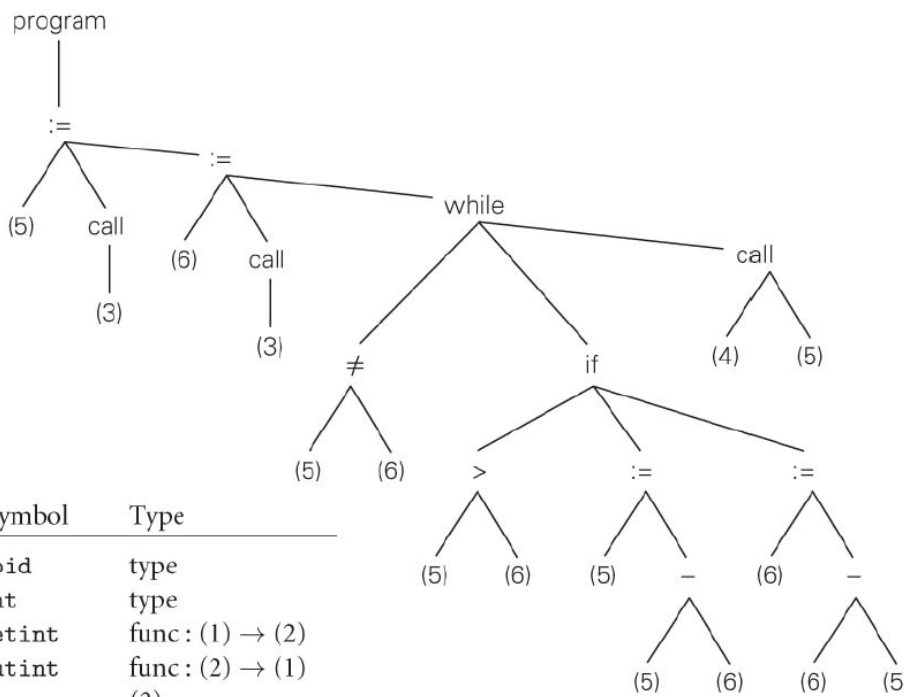 program
:=
:=
(5) call while
(6) call call
(3)
(3) (4) (5)
≠ if
(5) (6) > := :=
Type
type
type
func : (1) → (2)
func : (2) → (1)
(5) (6) (5) − (6) −
(5) (6) (6)